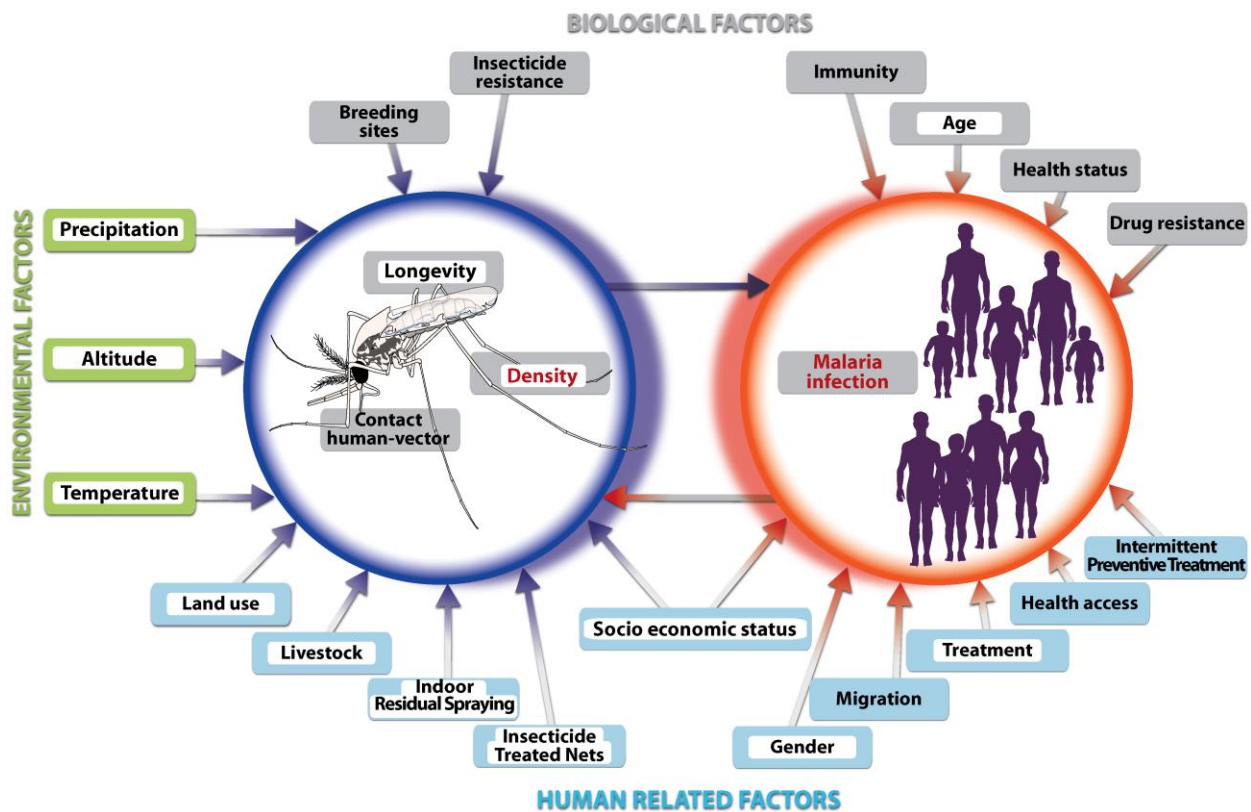 BIOLOGICAL FACTORS
Insecticide
resistance
Immunity
Breeding
sites
Age
Health status
Drug resistance
ENVIRONMENTAL FACTORS
Precipitation
Altitude
Temperature
Longevity
Density
Contact
human-vector
Malaria
infection
Land use
Livestock
Indoor
Residual Spraying
Insecticide
Treated Nets
Socio economic status
Intermittent
Preventive Treatment
Health access
Treatment
Migration
Gender
HUMAN RELATED FACTORS